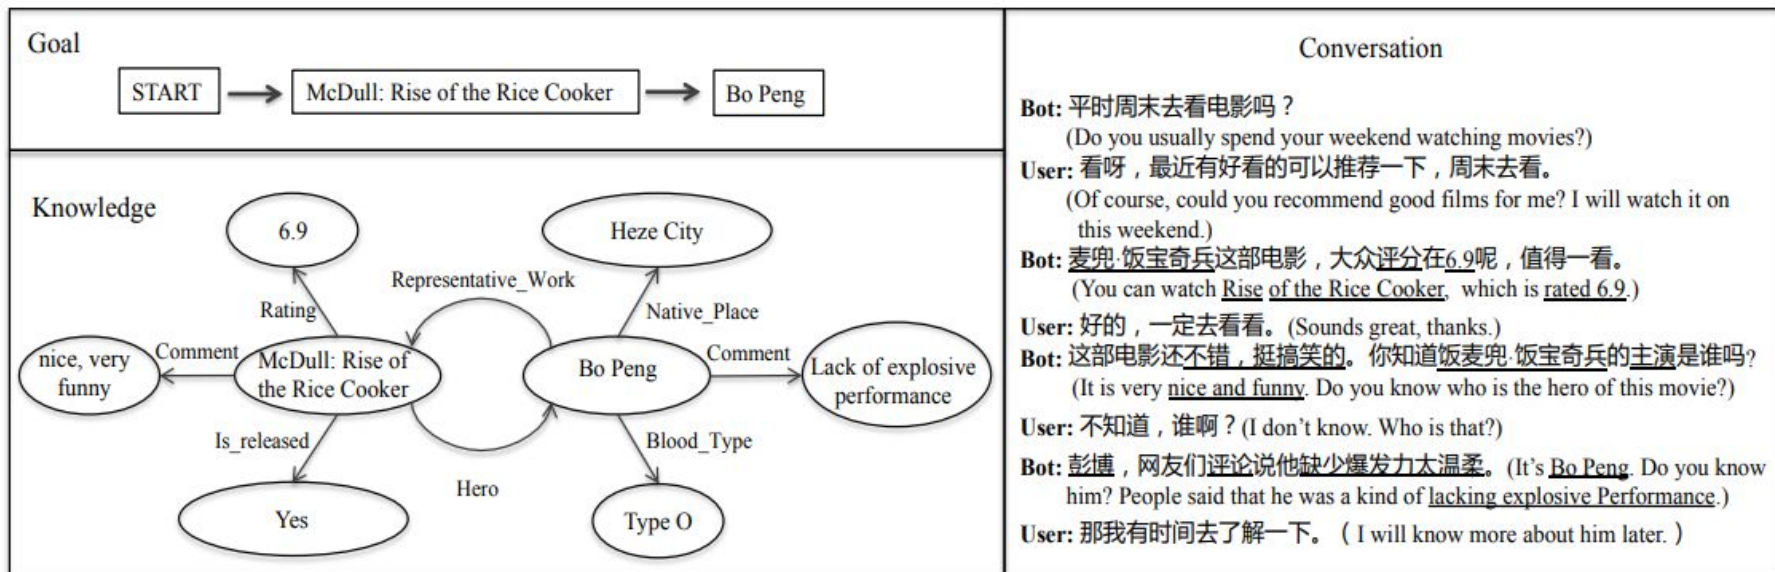 Goal
START
McDull: Rise of the Rice Cooker
Bo Peng
Knowledge
6.9
Heze City
Representative_Work
Rating
Native_Place
nice, very
funny
Comment
McDull: Rise of
the Rice Cooker
Bo Peng
Comment
Lack of explosive
performance
Is_released
Blood_Type
Hero
Yes
Type O
Conversation
Bot: 平时周末去看电影吗？
(Do you usually spend your weekend watching movies?)
User: 看呀，最近有好看的可以推荐一下，周末去看。
(Of course, could you recommend good films for me? I will watch it on
this weekend.)
Bot: 麦兜·饭宝奇兵这部电影，大众评分在6.9呢，值得一看。
(You can watch Rise of the Rice Cooker, which is rated 6.9.)
User: 好的，一定去看看。(Sounds great, thanks.)
Bot: 这部电影还不错，挺搞笑的。你知道饭麦兜·饭宝奇兵的主演是谁吗?
(It is very nice and funny. Do you know who is the hero of this movie?)
User: 不知道，谁啊？(I don't know. Who is that?)
Bot: 彭博，网友们评论说他缺少爆发力太温柔。(It's Bo Peng. Do you know
him? People said that he was a kind of lacking explosive Performance.)
User: 那我有时间去了解一下。( I will know more about him later. )